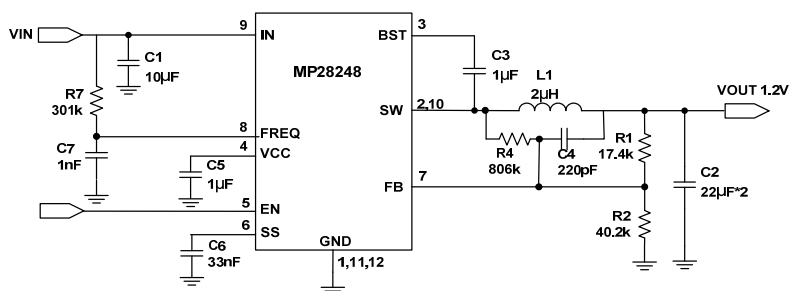 VIN
9
IN
BST
3
C1
10µF
R7
301k
MP28248
C3
1µF
L1
2µH
SW
2,10
VOUT 1.2V
8
FREQ
4
VCC
C7
1nF
C5
1µF
R4
806k
C4
220pF
R1
17.4k
C2
22µF*2
FB
7
5
EN
6
SS
R2
40.2k
C6
33nF
GND
1,11,12